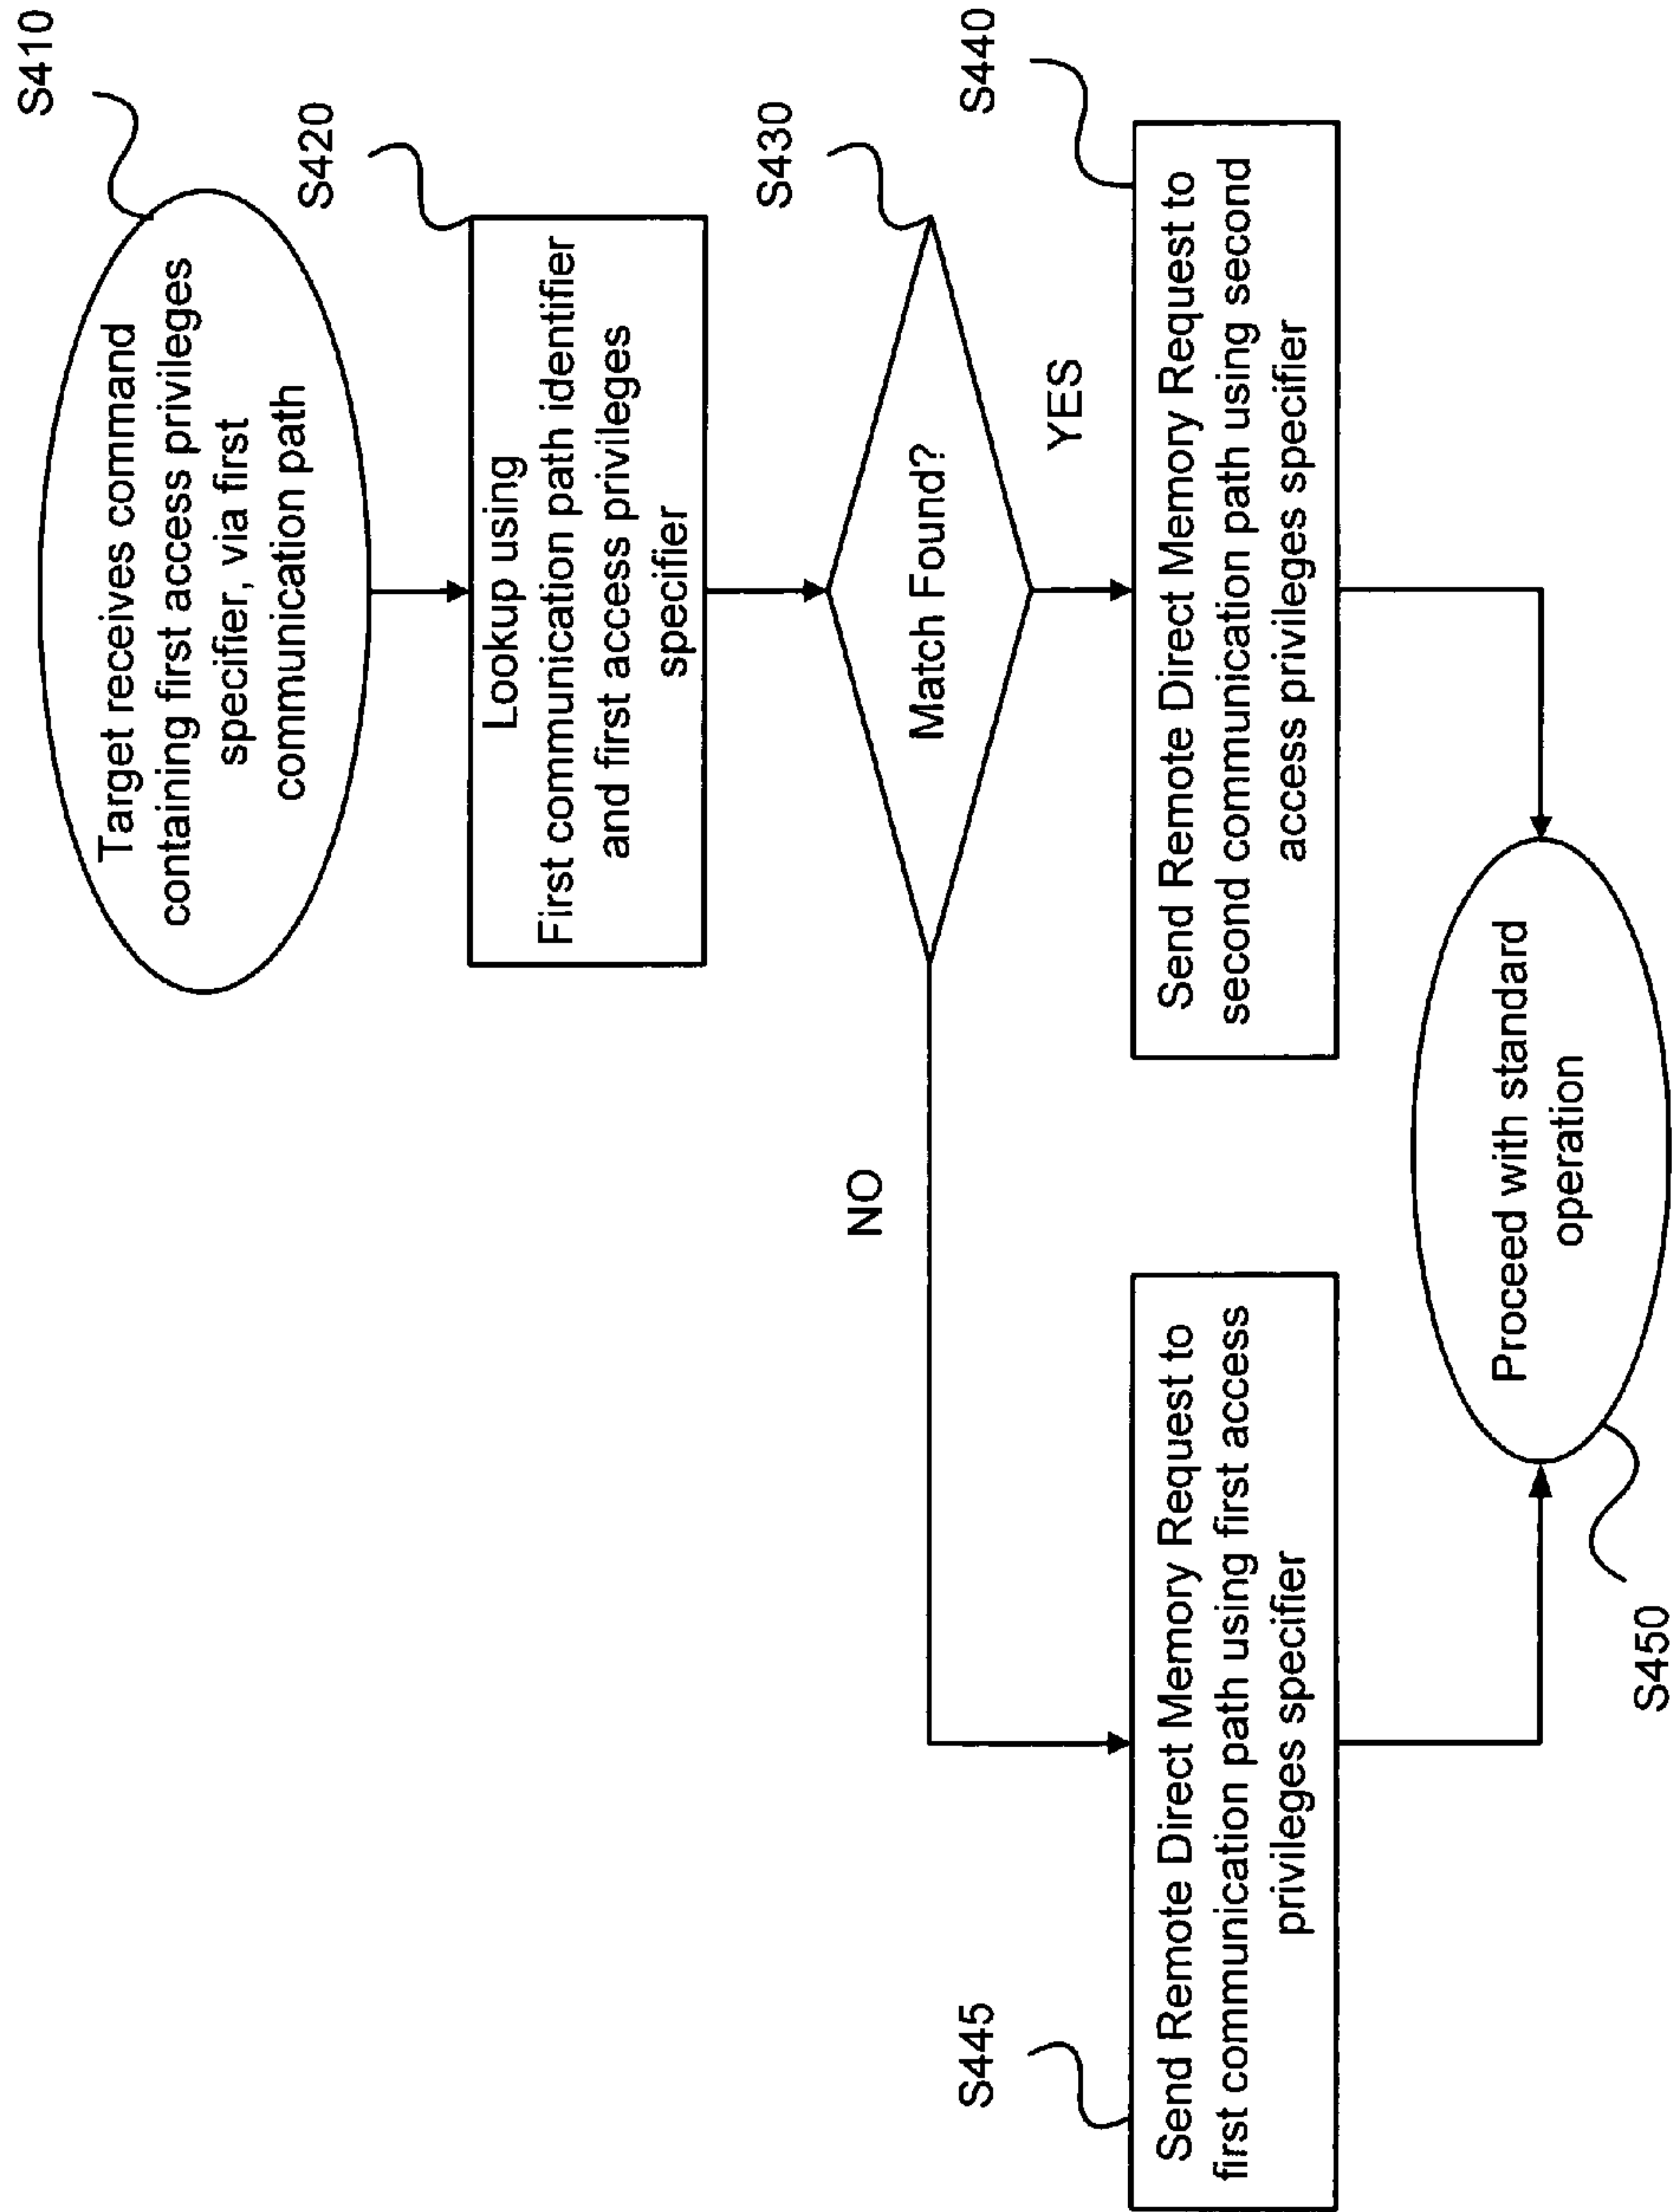 S410
Target receives command
containing first access privileges
specifier, via first
communication path
S420
Lookup using
First communication path identifier
and first access privileges
specifier
S430
Match Found?
NO
YES
S440
Send Remote Direct Memory Request to
second communication path using second
access privileges specifier
S445
Send Remote Direct Memory Request to
first communication path using first access
privileges specifier
Proceed with standard
operation
S450